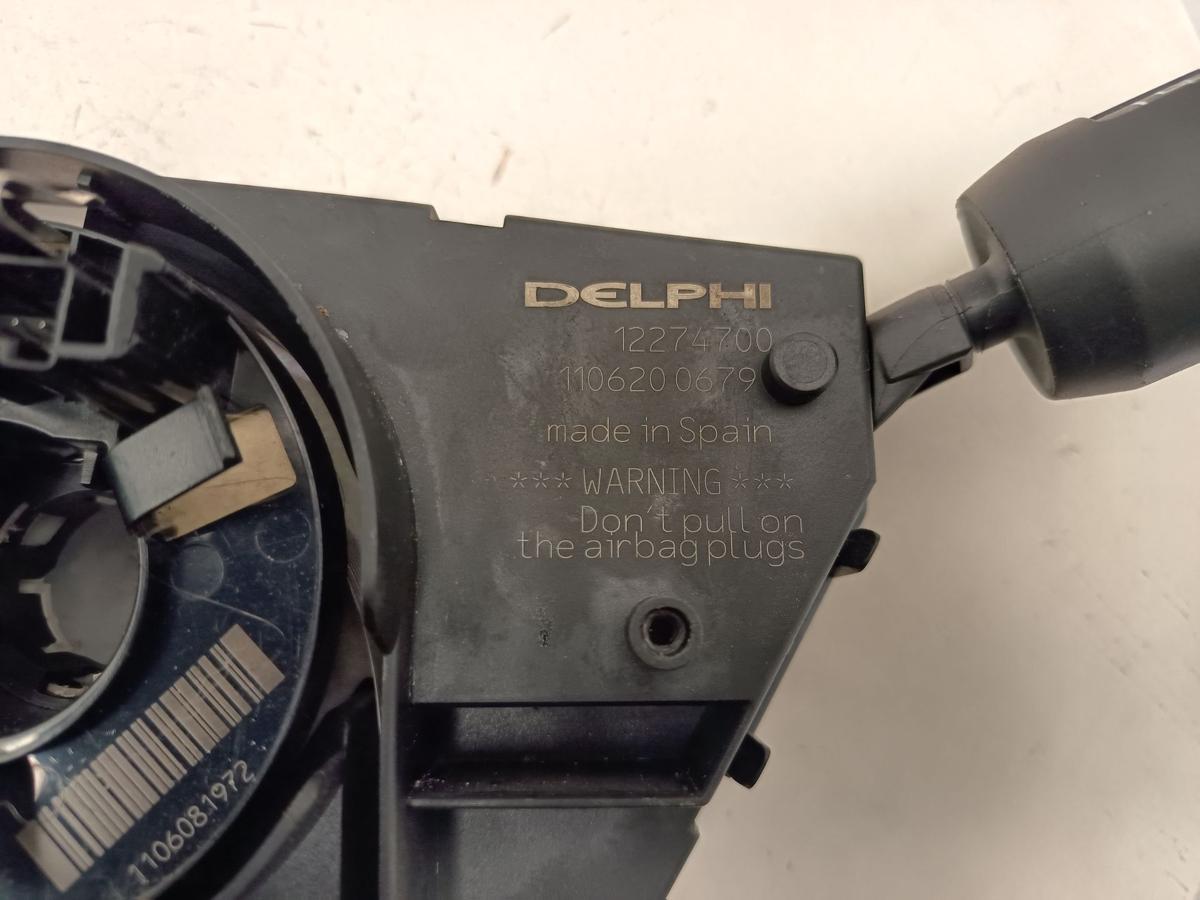 DELPHI
12274700
110620 0679
made in Spain
*** WARNING ***
Don't pull on
the airbag plugs
1106081972